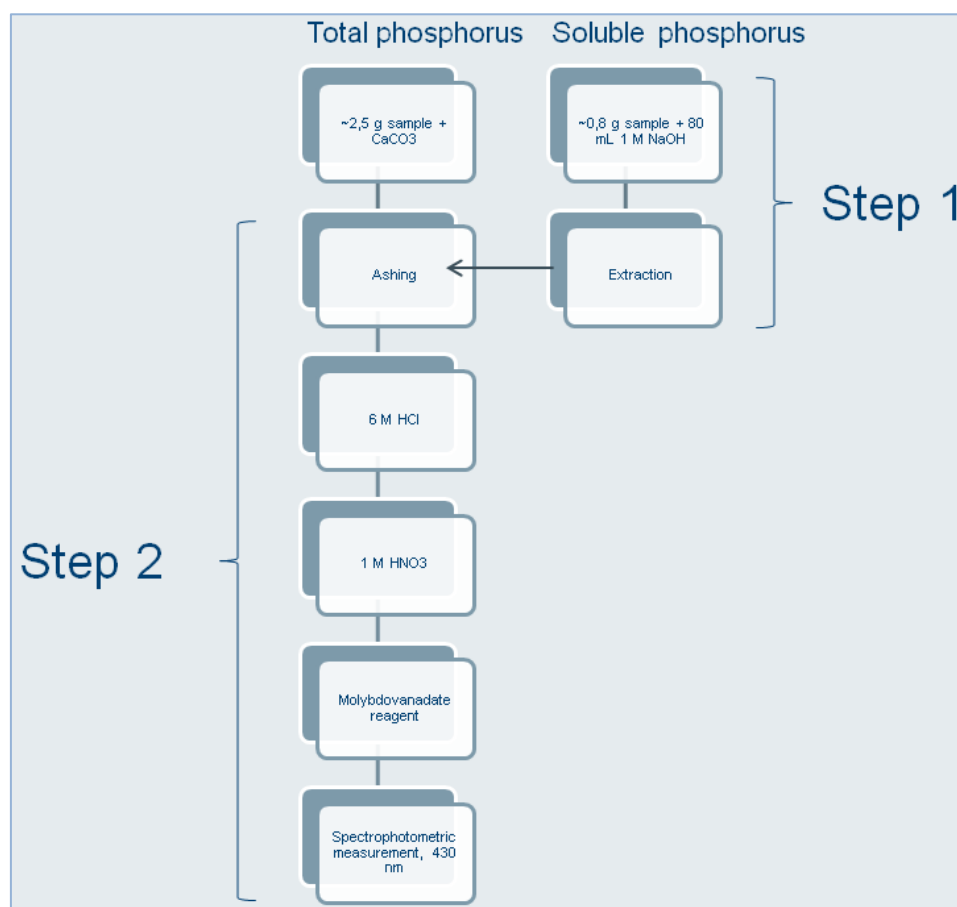 Total phosphorus
Soluble phosphorus
~2,5 g sample +
CaCO3
~0,8 g sample + 80
mL 1 M NaOH
Step 1
Ashing
Extraction
6 M HCl
Step 2
1 M HNO3
Molybdovanadate
reagent
Spectrophotometric
measurement, 430
nm